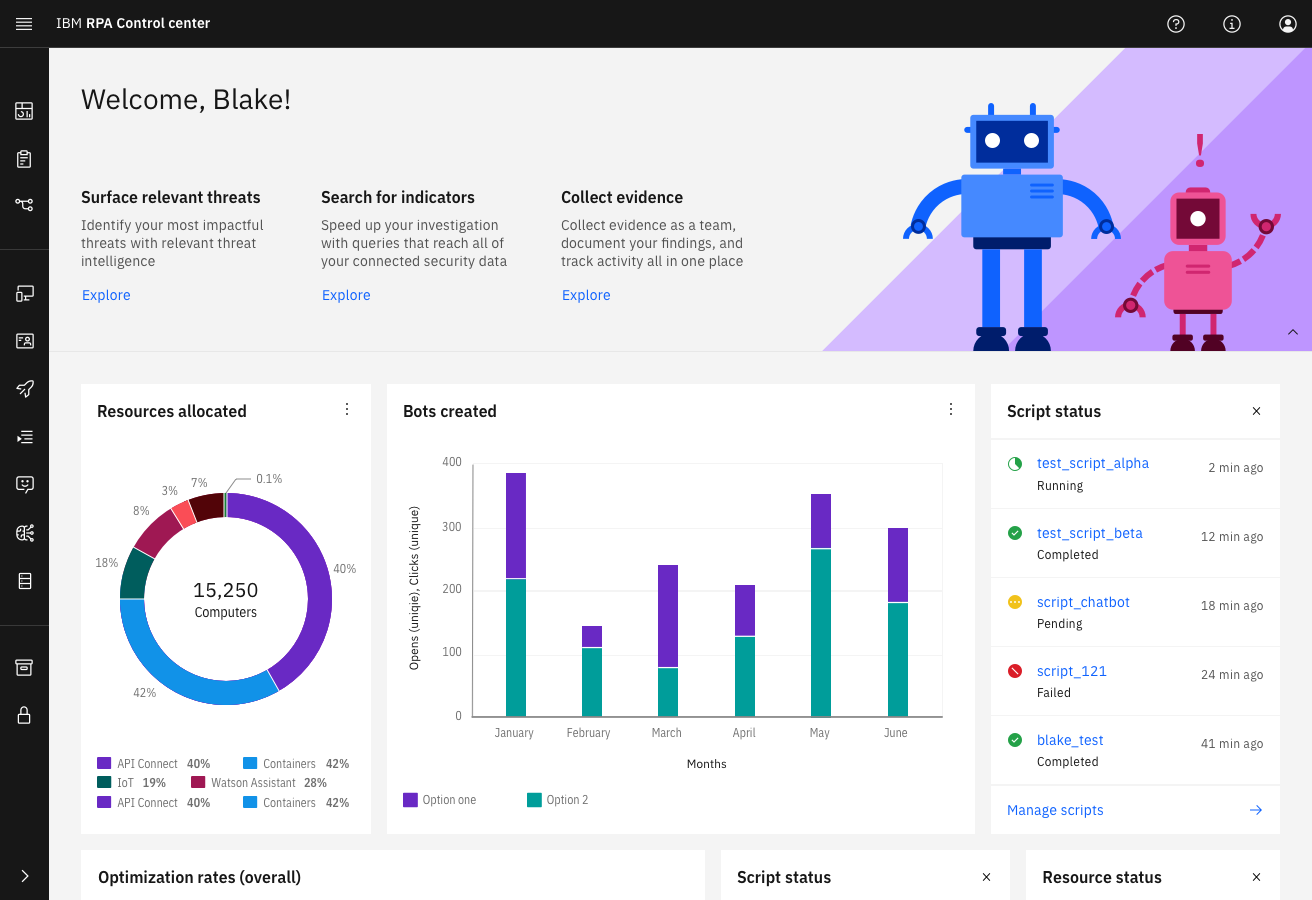 IBM RPA Control center
Welcome, Blake!
Surface relevant threats
Identify your most impactful
threats with relevant threat
intelligence
Explore
Search for indicators
Speed up your investigation
with queries that reach all of
your connected security data
Explore
Collect evidence
Collect evidence as a team,
document your findings, and
track activity all in one place
Explore
!
Resources allocated
0.1%
7%
3%
8%
18%
40%
42%
15,250
Computers
API Connect 40% Containers 42%
IoT 19% Watson Assistant 28%
API Connect 40% Containers 42%
Bots created
Opens (uniqie), Clicks (unique)
400
300
200
100
0
January February March April May June
Months
Option one Option 2
Script status
test_script_alpha 2 min ago
Running
test_script_beta 12 min ago
Completed
script_chatbot 18 min ago
Pending
script_121 24 min ago
Failed
blake_test 41 min ago
Completed
Manage scripts
Optimization rates (overall)
Script status
Resource status